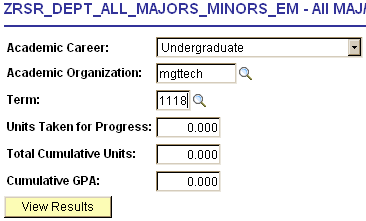 ZRSR_DEPT_ALL_MAJORS_MINORS_EM - All MAJ
Academic Career: Undergraduate
Academic Organization: mgttech
Term: 1118
Units Taken for Progress: 0.000
Total Cumulative Units: 0.000
Cumulative GPA: 0.000
View Results